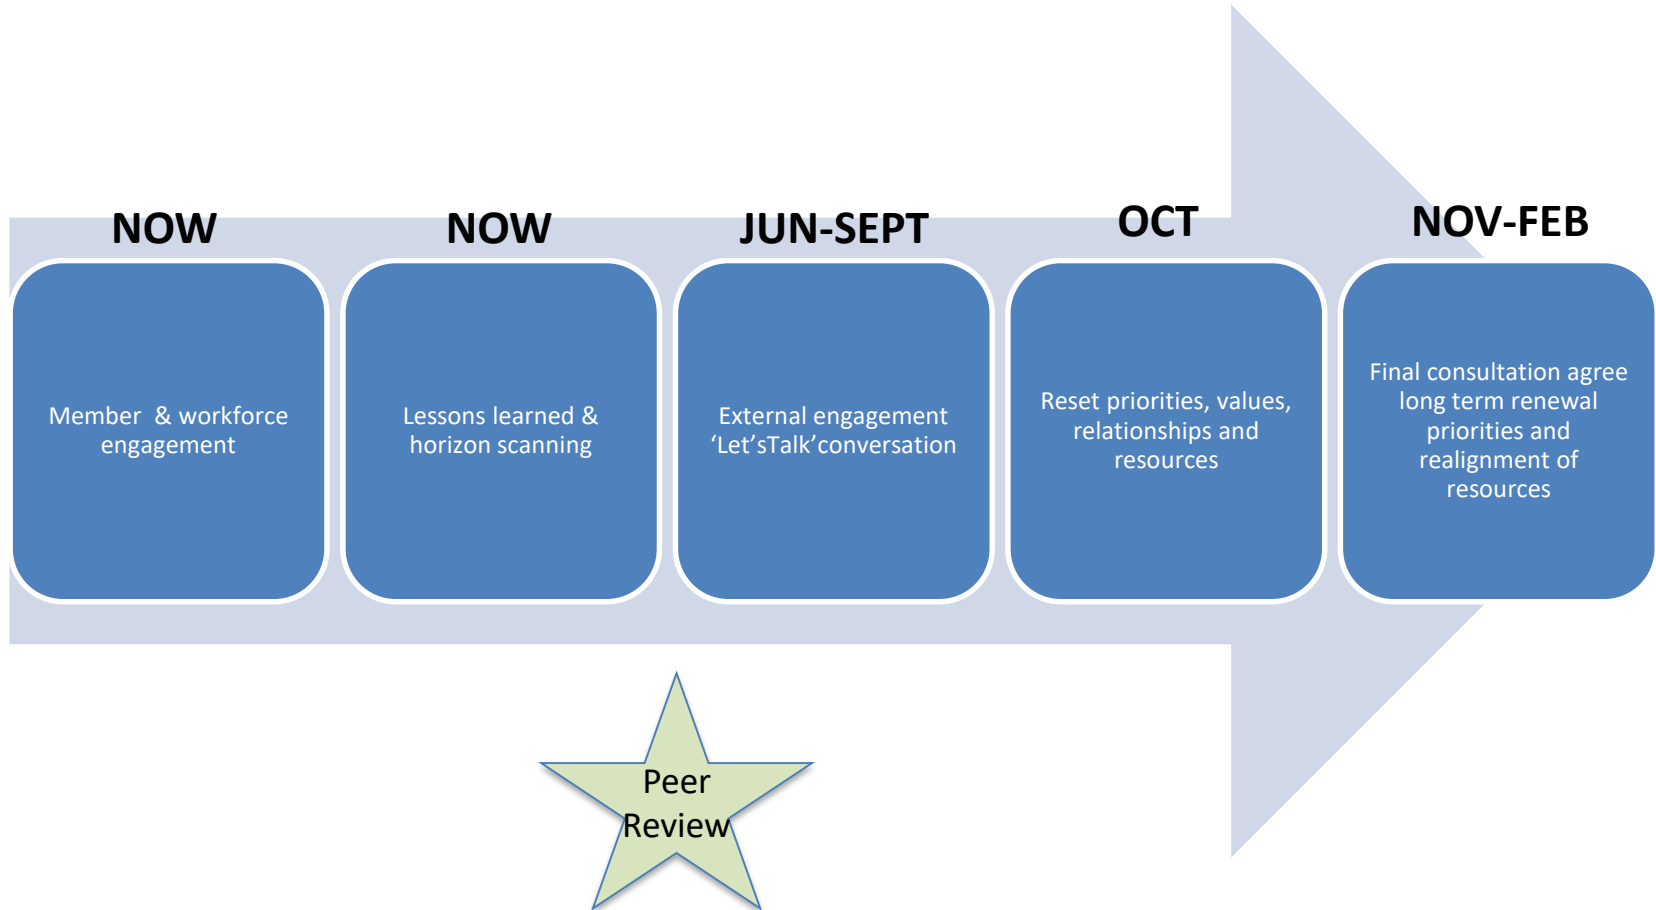 NOW
Member & workforce
engagement
NOW
Lessons learned &
horizon scanning
JUN-SEPT
External engagement
‘Let’sTalk’conversation
OCT
Reset priorities, values,
relationships and
resources
NOV-FEB
Final consultation agree
long term renewal
priorities and
realignment of
resources
Peer
Review